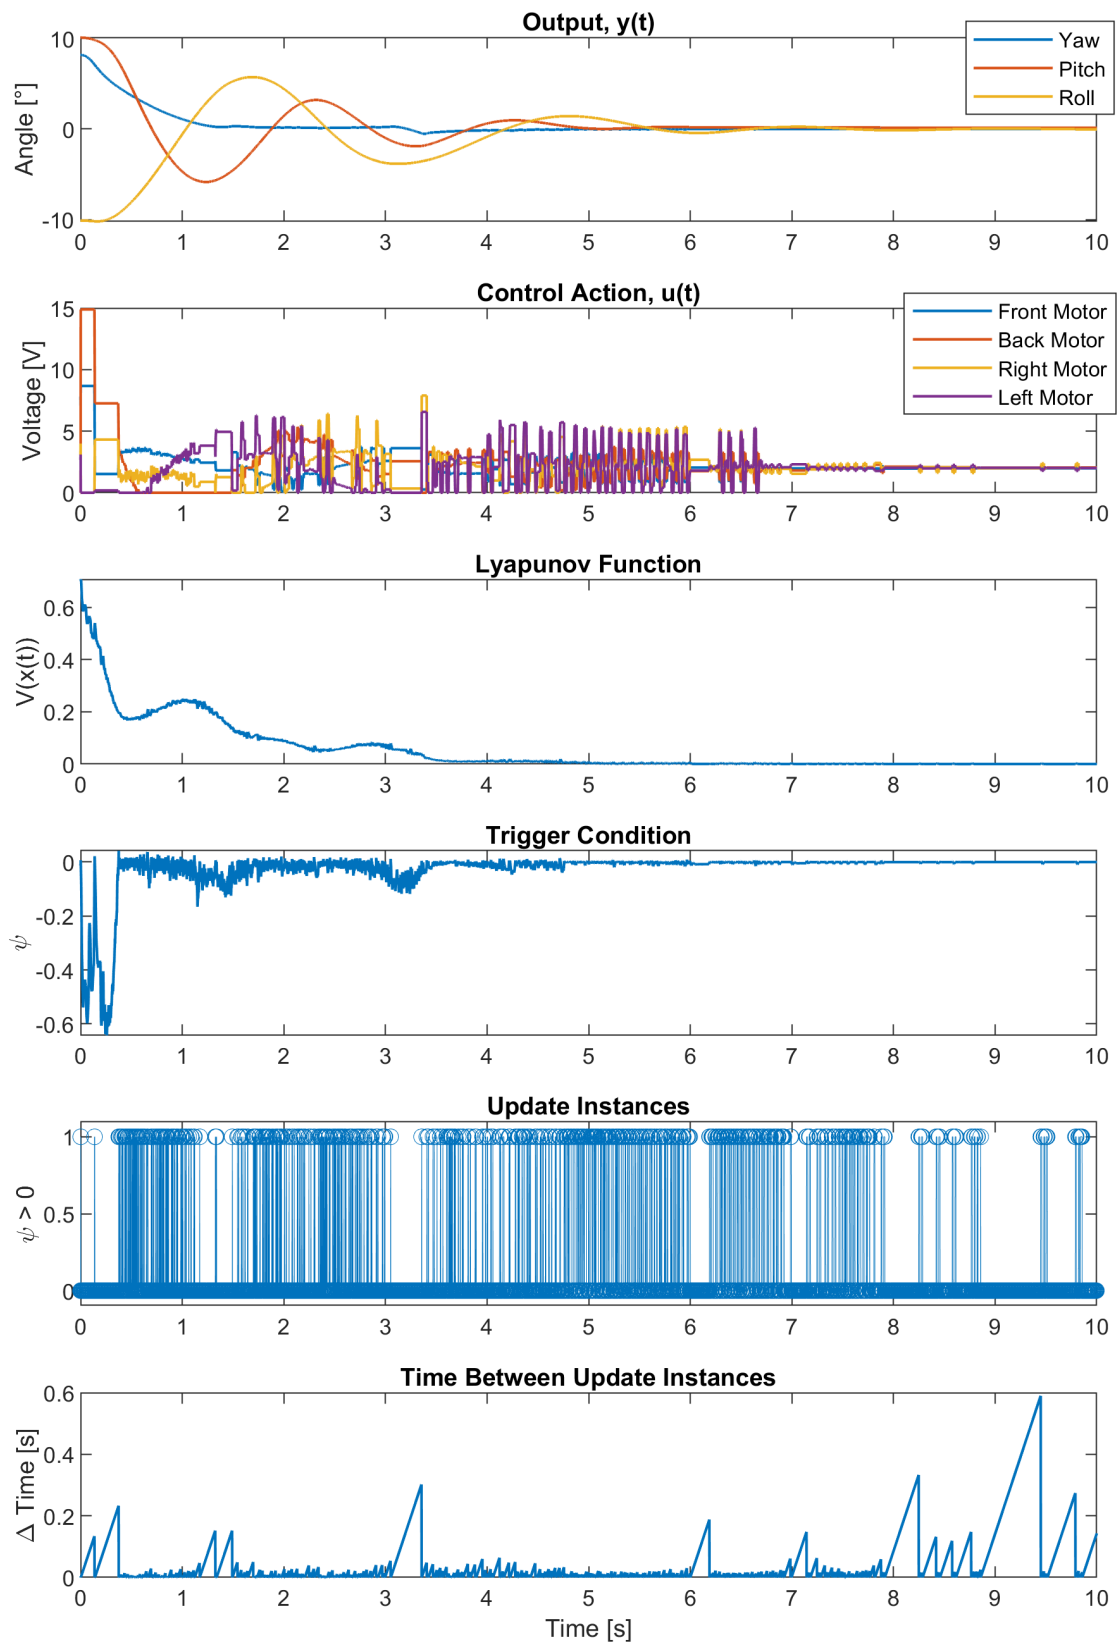 Output, y(t)
Yaw
Pitch
Roll
Angle [°]
10
0
-10
0 1 2 3 4 5 6 7 8 9 10
Control Action, u(t)
Front Motor
Back Motor
Right Motor
Left Motor
Voltage [V]
15
10
5
0
0 1 2 3 4 5 6 7 8 9 10
Lyapunov Function
V(x(t))
0.6
0.4
0.2
0
0 1 2 3 4 5 6 7 8 9 10
Trigger Condition
ψ
0
-0.2
-0.4
-0.6
0 1 2 3 4 5 6 7 8 9 10
Update Instances
ψ > 0
1
0.5
0
0 1 2 3 4 5 6 7 8 9 10
Time Between Update Instances
Δ Time [s]
0.6
0.4
0.2
0
0 1 2 3 4 5 6 7 8 9 10
Time [s]